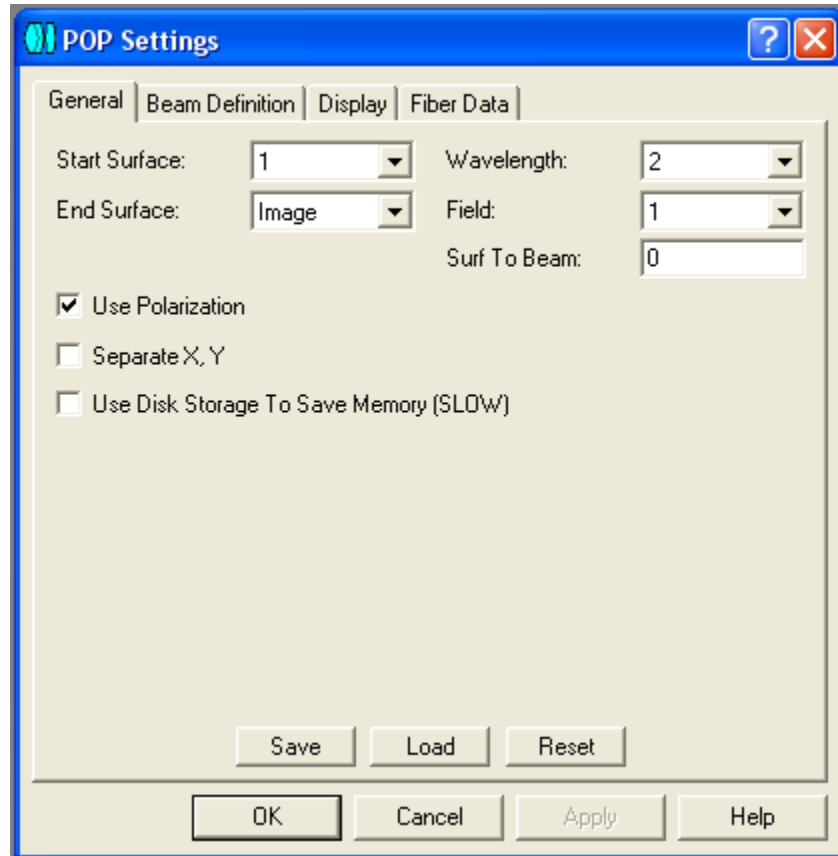 POP Settings
General Beam Definition Display Fiber Data
Start Surface: 1 Wavelength: 2
End Surface: Image Field: 1
Surf To Beam: 0
Use Polarization
Separate X, Y
Use Disk Storage To Save Memory (SLOW)
Save Load Reset
OK Cancel Apply Help